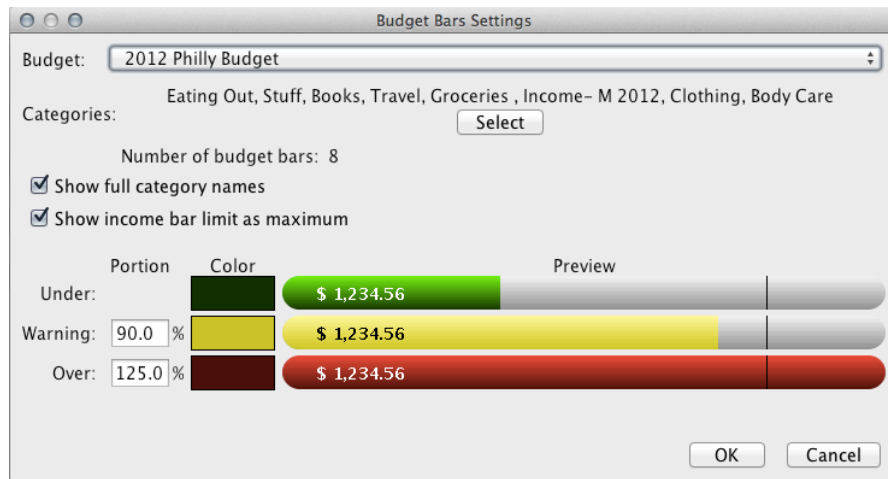 Budget Bars Settings
Budget: 2012 Philly Budget
Eating Out, Stuff, Books, Travel, Groceries , Income- M 2012, Clothing, Body Care
Categories:
Select
Number of budget bars: 8
Show full category names
Show income bar limit as maximum
Portion Color Preview
Under: $ 1,234.56
Warning: 90.0 % $ 1,234.56
Over: 125.0 % $ 1,234.56
OK Cancel